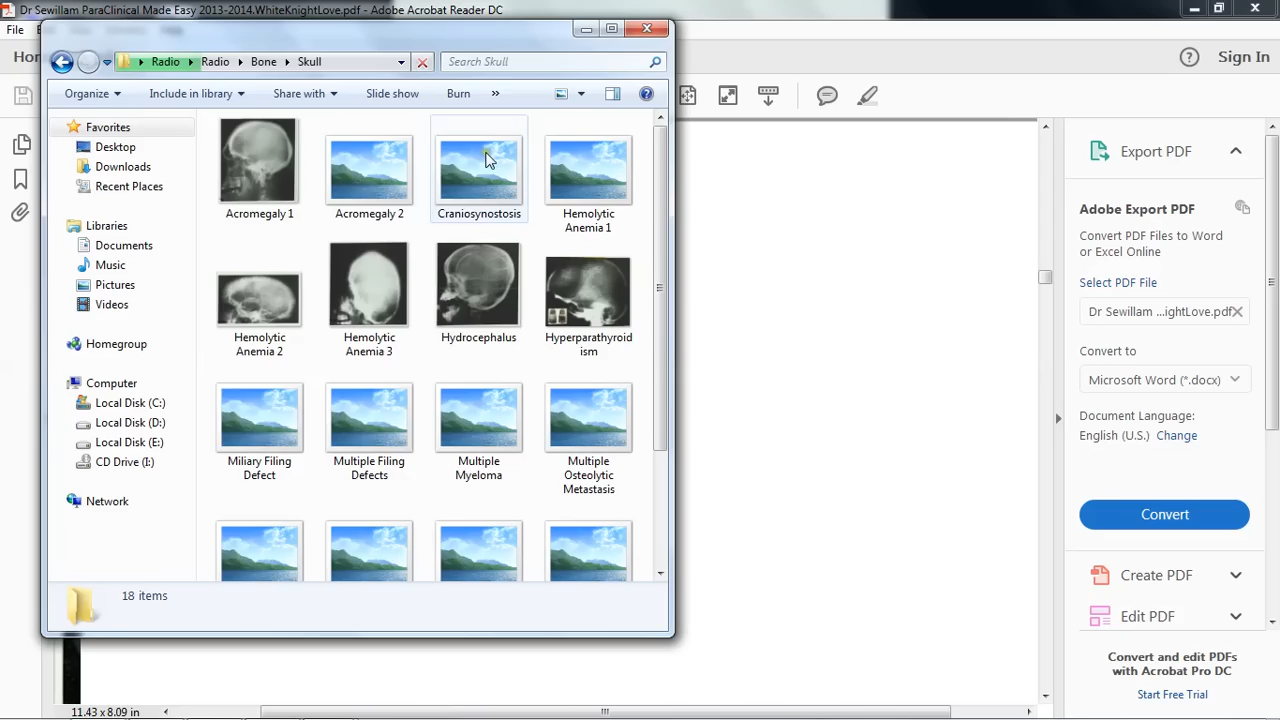 Dr Sewillam ParaClinical Made Easy 2013-2014.WhiteKnightLove.pdf - Adobe Acrobat Reader DC
File
Hom
Sign In
Radio
Radio
Bone
Skull
Search Skull
Organize
Include in library
Share with
Slide show
Burn
»
Favorites
Desktop
Downloads
Recent Places
Libraries
Documents
Music
Pictures
Videos
Homegroup
Computer
Local Disk (C:)
Local Disk (D:)
Local Disk (E:)
CD Drive (I:)
Network
Acromegaly 1
Acromegaly 2
Craniosynostosis
Hemolytic
Anemia 1
Hemolytic
Anemia 2
Hemolytic
Anemia 3
Hydrocephalus
Hyperparathyroid
ism
Miliary Filing
Defect
Multiple Filing
Defects
Multiple
Myeloma
Multiple
Osteolytic
Metastasis
18 items
Export PDF
Adobe Export PDF
Convert PDF Files to Word
or Excel Online
Select PDF File
Dr Sewillam ...ightLove.pdf
Convert to
Microsoft Word (*.docx)
Document Language:
English (U.S.) Change
Convert
Create PDF
Edit PDF
Convert and edit PDFs
with Acrobat Pro DC
Start Free Trial
11.43 x 8.09 in